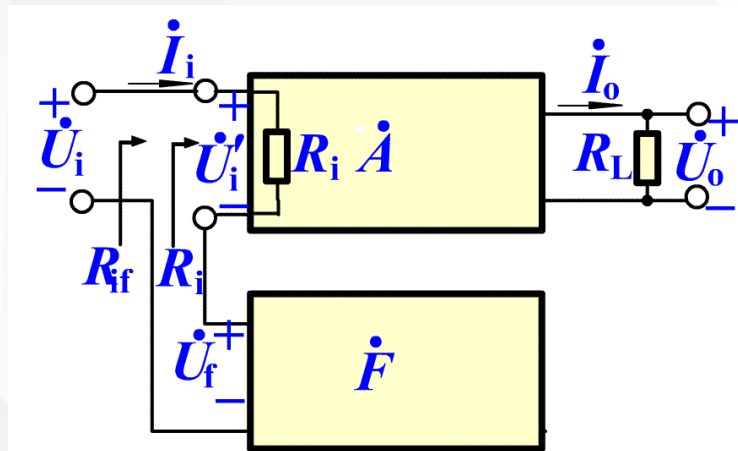 İi
İo
+
+
+
U̇i
U̇i′
Ri
Ȧ
RL
U̇o
−
−
−
Rif
Ri
+
U̇f
Ḟ
−